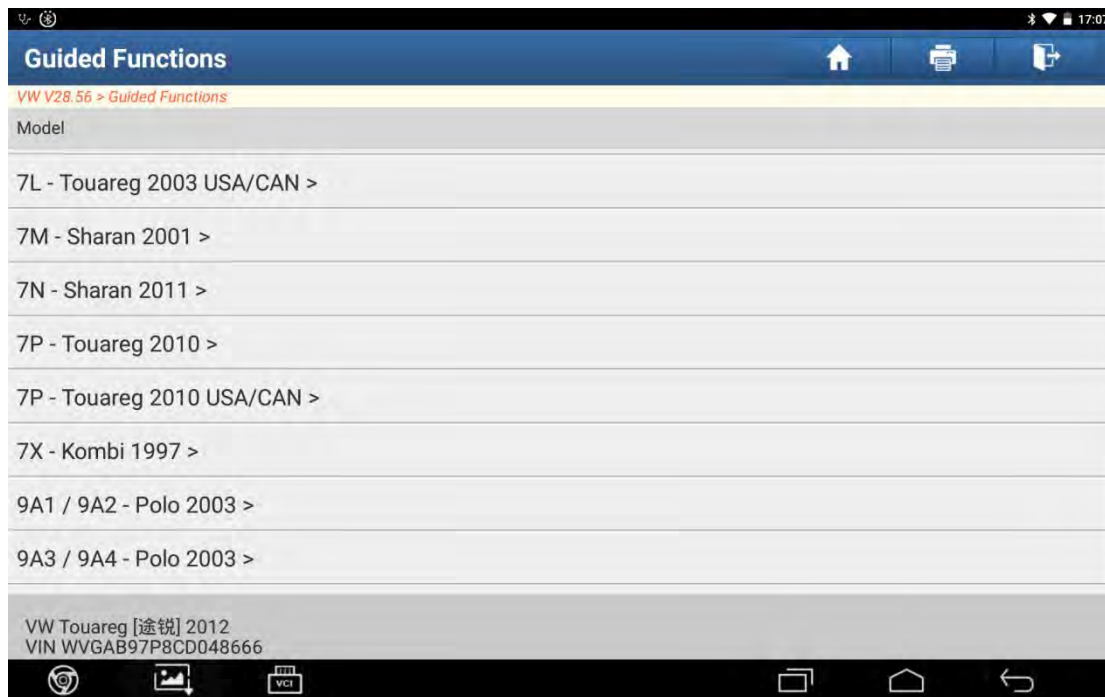 17:07
Guided Functions
VW V28.56 > Guided Functions
Model
7L - Touareg 2003 USA/CAN >
7M - Sharan 2001 >
7N - Sharan 2011 >
7P - Touareg 2010 >
7P - Touareg 2010 USA/CAN >
7X - Kombi 1997 >
9A1 / 9A2 - Polo 2003 >
9A3 / 9A4 - Polo 2003 >
VW Touareg [途锐] 2012
VIN WVGAB97P8CD048666
VCI